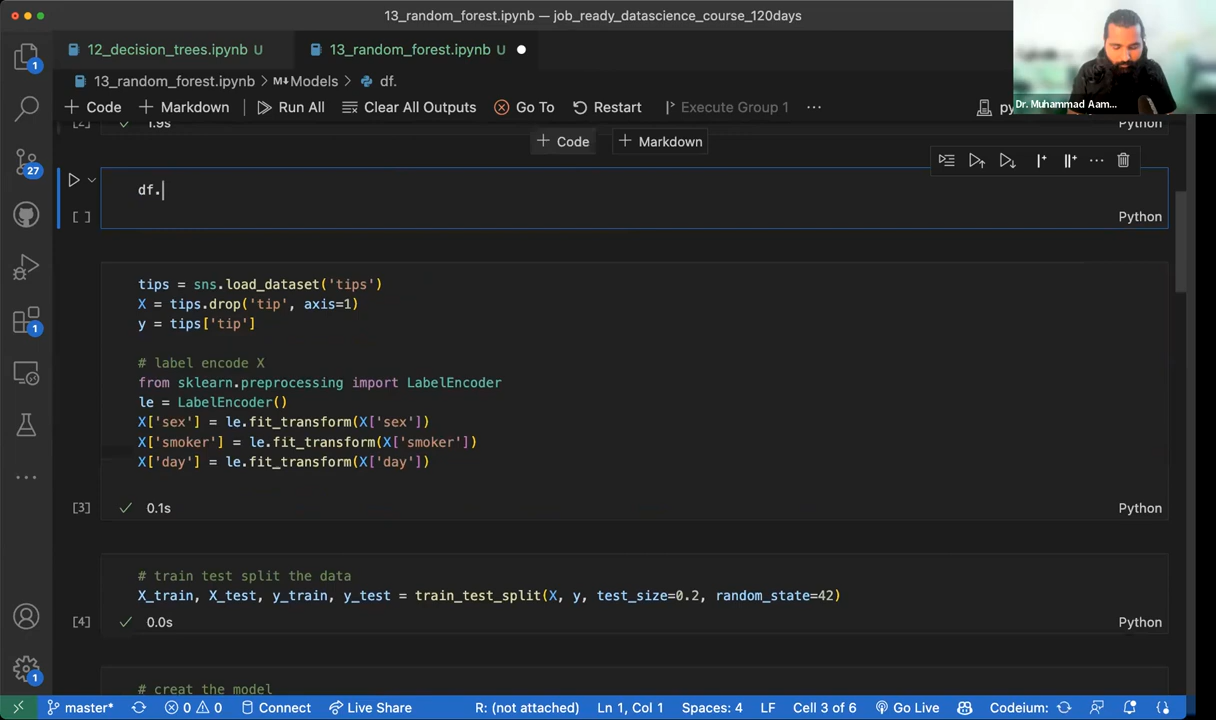 13_random_forest.ipynb — job_ready_datascience_course_120days
12_decision_trees.ipynb U
13_random_forest.ipynb U
13_random_forest.ipynb > M↓Models > df.
+ Code + Markdown Run All Clear All Outputs Go To Restart Execute Group 1 ...
Dr. Muhammad Aam...
[2] 1.9s Python
+ Code + Markdown
df.
[ ] Python
tips = sns.load_dataset('tips')
X = tips.drop('tip', axis=1)
y = tips['tip']
# label encode X
from sklearn.preprocessing import LabelEncoder
le = LabelEncoder()
X['sex'] = le.fit_transform(X['sex'])
X['smoker'] = le.fit_transform(X['smoker'])
X['day'] = le.fit_transform(X['day'])
[3] 0.1s Python
# train test split the data
X_train, X_test, y_train, y_test = train_test_split(X, y, test_size=0.2, random_state=42)
[4] 0.0s Python
# creat the model
1
27
1
1
master* 0 0 Connect Live Share R: (not attached) Ln 1, Col 1 Spaces: 4 LF Cell 3 of 6 Go Live Codeium: